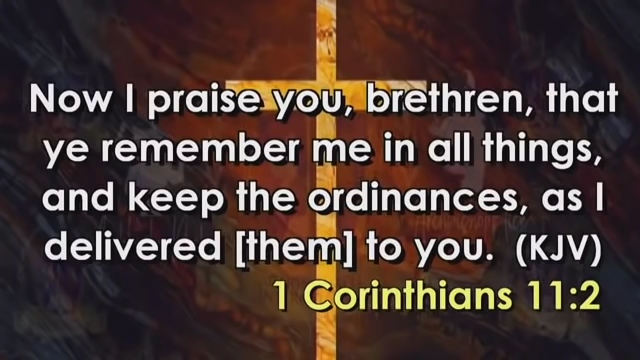 Now I praise you, brethren, that
ye remember me in all things,
and keep the ordinances, as I
delivered [them] to you. (KJV)
1 Corinthians 11:2